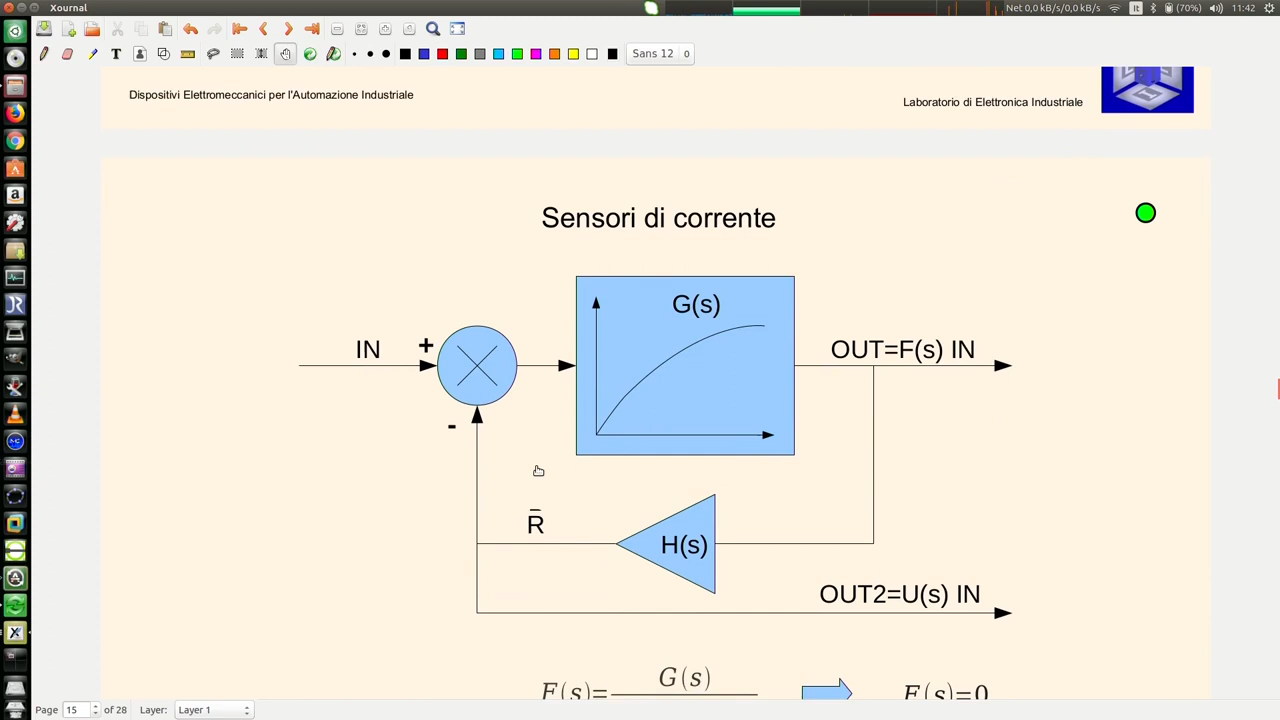 Xournal
Net 0,0 kB/s/0,0 kB/s
It
(70%)
11:42
Sans 12
0
Dispositivi Elettromeccanici per l'Automazione Industriale
Laboratorio di Elettronica Industriale
Sensori di corrente
G(s)
IN
+
OUT=F(s) IN
-
R̄
H(s)
OUT2=U(s) IN
G(s)
F(s)=
F(s)=0
Page 15 of 28
Layer: Layer 1